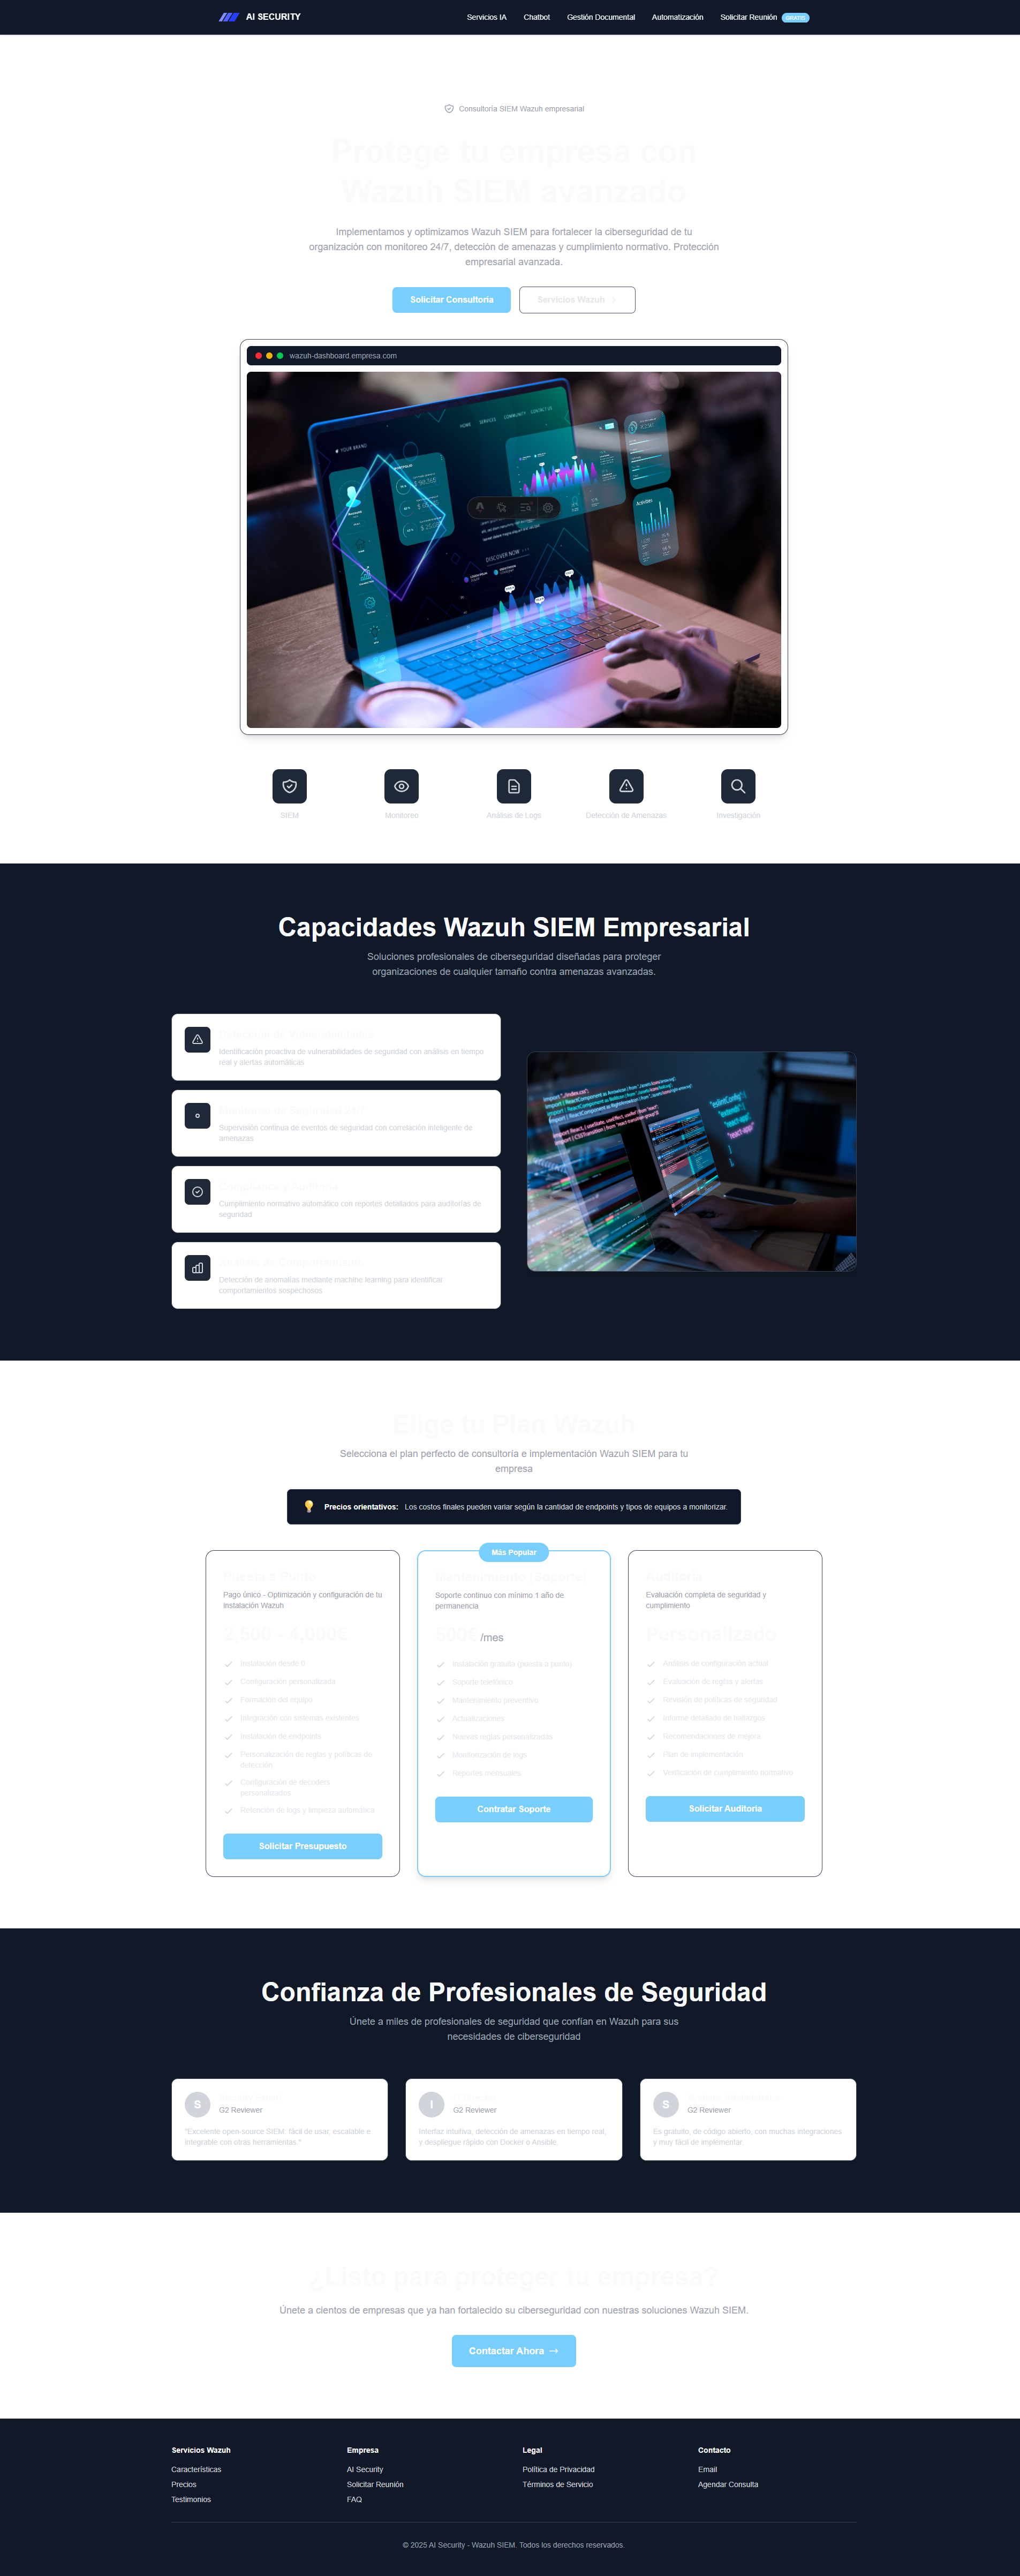 AI SECURITY
Servicios IA
Chatbot
Gestión Documental
Automatización
Solicitar Reunión GRATIS
Consultoría SIEM Wazuh empresarial
Protege tu empresa con
Wazuh SIEM avanzado
Implementamos y optimizamos Wazuh SIEM para fortalecer la ciberseguridad de tu
organización con monitoreo 24/7, detección de amenazas y cumplimiento normativo. Protección
empresarial avanzada.
Solicitar Consultoría
Servicios Wazuh
wazuh-dashboard.empresa.com
YOUR BRAND
HOME
SERVICES
COMMUNITY
CONTACT US
Activities
DISCOVER NOW
SIEM
Monitoreo
Análisis de Logs
Detección de Amenazas
Investigación
Capacidades Wazuh SIEM Empresarial
Soluciones profesionales de ciberseguridad diseñadas para proteger
organizaciones de cualquier tamaño contra amenazas avanzadas.
Identificación proactiva de vulnerabilidades de seguridad con análisis en tiempo
real y alertas automáticas
Supervisión continua de eventos de seguridad con correlación inteligente de
amenazas
Cumplimiento normativo automático con reportes detallados para auditorías de
seguridad
Detección de anomalías mediante machine learning para identificar
comportamientos sospechosos
Elige tu Plan Wazuh
Selecciona el plan perfecto de consultoría e implementación Wazuh SIEM para tu
empresa
Precios orientativos: Los costos finales pueden variar según la cantidad de endpoints y tipos de equipos a monitorizar.
Puesta a Punto
Pago único - Optimización y configuración de tu
instalación Wazuh
2,500 - 4,000€
Instalación desde 0
Configuración personalizada
Formación del equipo
Integración con sistemas existentes
Instalación de endpoints
Personalización de reglas y políticas de
detección
Configuración de decoders
personalizados
Retención de logs y limpieza automática
Solicitar Presupuesto
Más Popular
Mantenimiento (Soporte)
Soporte continuo con mínimo 1 año de
permanencia
500€ /mes
Instalación gratuita (puesta a punto)
Soporte telefónico
Mantenimiento preventivo
Actualizaciones
Nuevas reglas personalizadas
Monitorización de logs
Reportes mensuales
Contratar Soporte
Auditoría
Evaluación completa de seguridad y
cumplimiento
Personalizado
Análisis de configuración actual
Evaluación de reglas y alertas
Revisión de políticas de seguridad
Informe detallado de hallazgos
Recomendaciones de mejora
Plan de implementación
Verificación de cumplimiento normativo
Solicitar Auditoría
Confianza de Profesionales de Seguridad
Únete a miles de profesionales de seguridad que confían en Wazuh para sus
necesidades de ciberseguridad
S
G2 Reviewer
"Excelente open-source SIEM: fácil de usar, escalable e
integrable con otras herramientas."
I
G2 Reviewer
Interfaz intuitiva, detección de amenazas en tiempo real,
y despliegue rápido con Docker o Ansible.
S
G2 Reviewer
Es gratuito, de código abierto, con muchas integraciones
y muy fácil de implementar.
¿Listo para proteger tu empresa?
Únete a cientos de empresas que ya han fortalecido su ciberseguridad con nuestras soluciones Wazuh SIEM.
Contactar Ahora →
Servicios Wazuh
Características
Precios
Testimonios
Empresa
AI Security
Solicitar Reunión
FAQ
Legal
Política de Privacidad
Términos de Servicio
Contacto
Email
Agendar Consulta
© 2025 AI Security - Wazuh SIEM. Todos los derechos reservados.